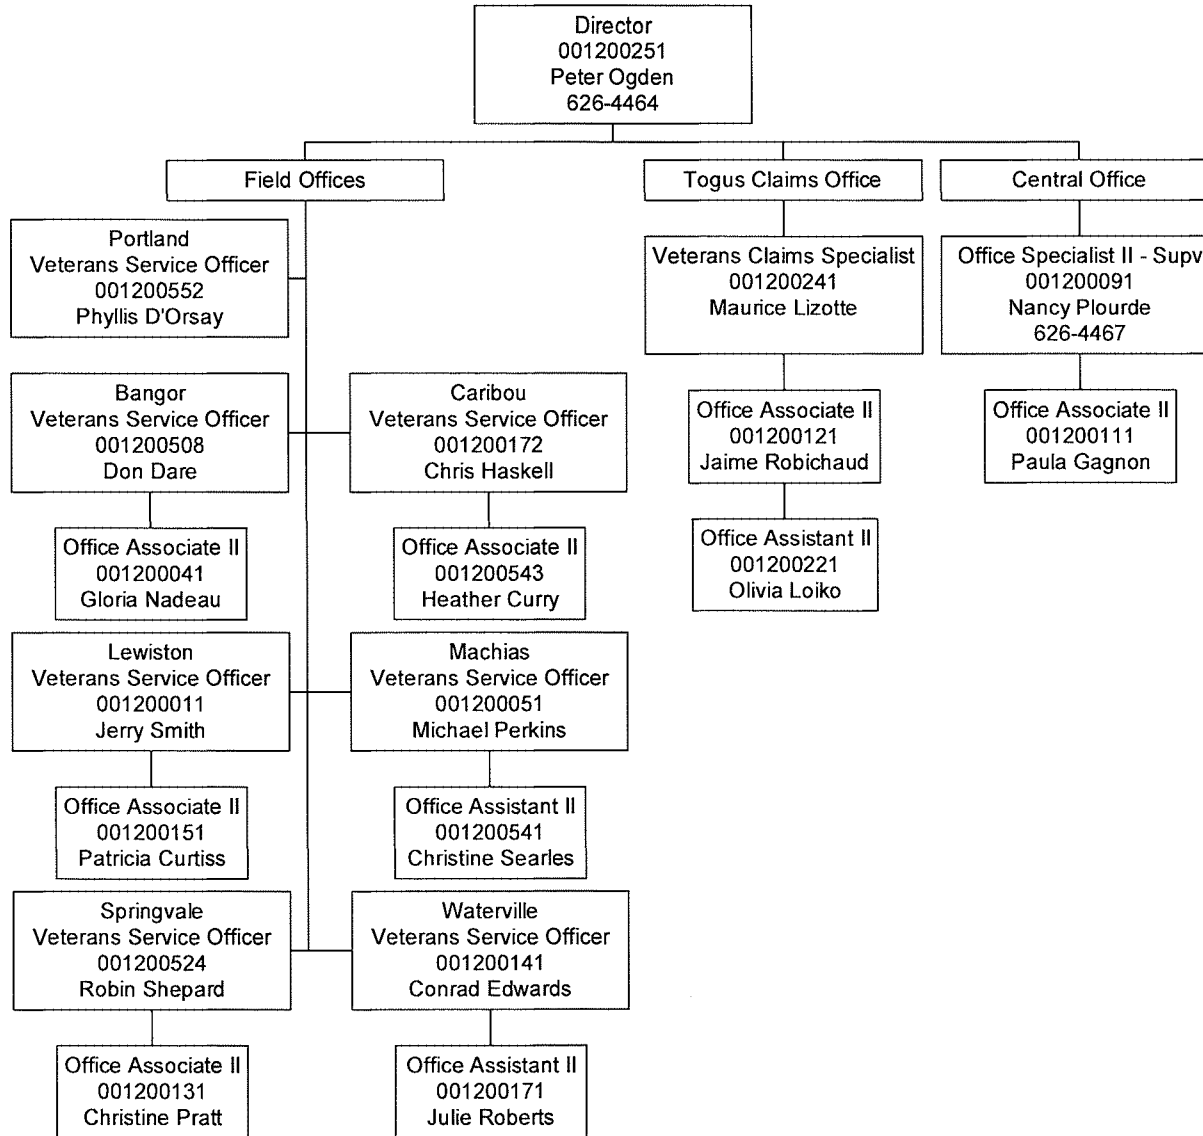 Director
001200251
Peter Ogden
626-4464
Field Offices
Togus Claims Office
Central Office
Portland
Veterans Service Officer
001200552
Phyllis D'Orsay
Veterans Claims Specialist
001200241
Maurice Lizotte
Office Specialist II - Supv
001200091
Nancy Plourde
626-4467
Bangor
Veterans Service Officer
001200508
Don Dare
Caribou
Veterans Service Officer
001200172
Chris Haskell
Office Associate II
001200121
Jaime Robichaud
Office Associate II
001200111
Paula Gagnon
Office Associate II
001200041
Gloria Nadeau
Office Associate II
001200543
Heather Curry
Office Assistant II
001200221
Olivia Loiko
Lewiston
Veterans Service Officer
001200011
Jerry Smith
Machias
Veterans Service Officer
001200051
Michael Perkins
Office Associate II
001200151
Patricia Curtiss
Office Assistant II
001200541
Christine Searles
Springvale
Veterans Service Officer
001200524
Robin Shepard
Waterville
Veterans Service Officer
001200141
Conrad Edwards
Office Associate II
001200131
Christine Pratt
Office Assistant II
001200171
Julie Roberts